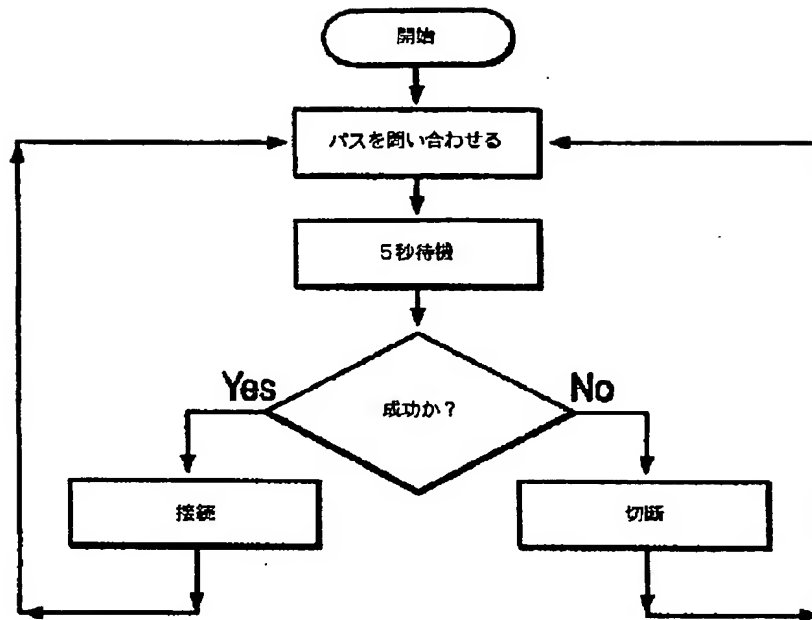 開始
パスを問い合わせる
5秒待機
Yes
No
成功か？
接続
切断